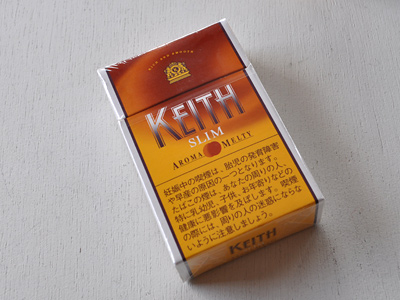 RICH AND SMOOTH
KEITH
SLIM
AROMA MELTY
妊娠中の喫煙は、胎児の発育障害
や早産の原因の一つとなります。
たばこの煙は、あなたの周りの人、
特に乳幼児、子供、お年寄りなどの
健康に悪影響を及ぼします。喫煙
の際には、周りの人の迷惑にならな
いように注意しましょう。
KEITH